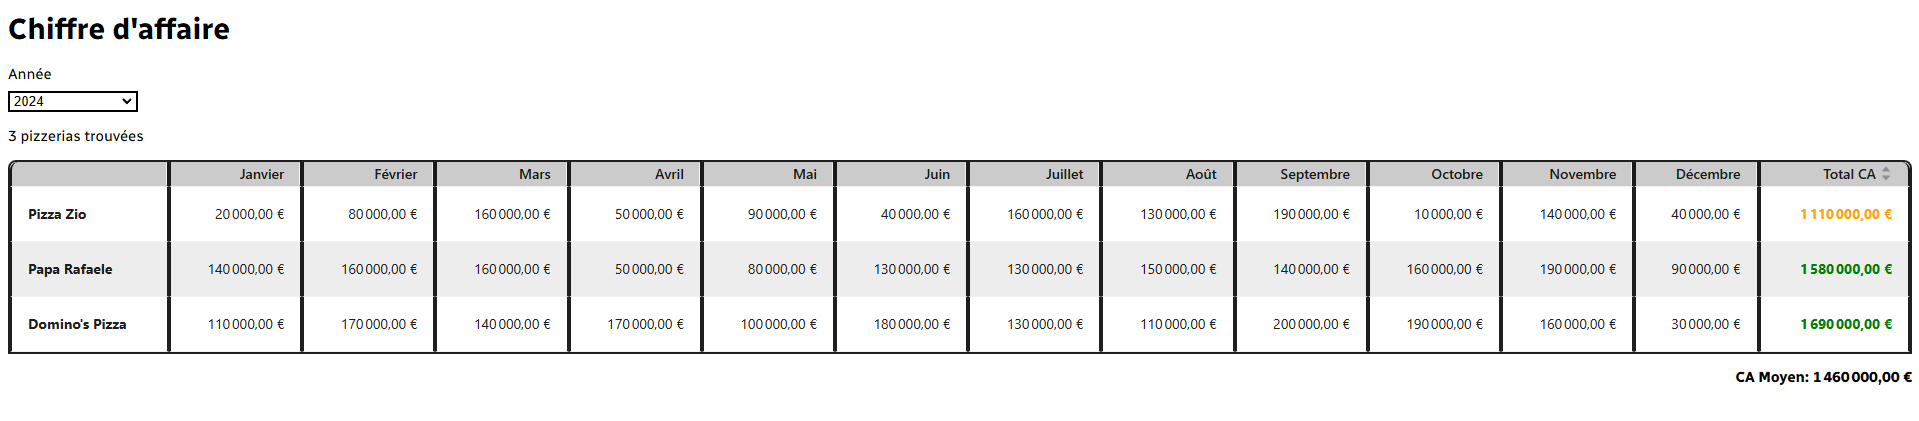 Chiffre d'affaire
Année
2024
3 pizzerias trouvées
Janvier Février Mars Avril Mai Juin Juillet Août Septembre Octobre Novembre Décembre Total CA
Pizza Zio 20 000,00 € 80 000,00 € 160 000,00 € 50 000,00 € 90 000,00 € 40 000,00 € 160 000,00 € 130 000,00 € 190 000,00 € 10 000,00 € 140 000,00 € 40 000,00 € 1 110 000,00 €
Papa Rafaele 140 000,00 € 160 000,00 € 160 000,00 € 50 000,00 € 80 000,00 € 130 000,00 € 130 000,00 € 150 000,00 € 140 000,00 € 160 000,00 € 190 000,00 € 90 000,00 € 1 580 000,00 €
Domino's Pizza 110 000,00 € 170 000,00 € 140 000,00 € 170 000,00 € 100 000,00 € 180 000,00 € 130 000,00 € 110 000,00 € 200 000,00 € 190 000,00 € 160 000,00 € 30 000,00 € 1 690 000,00 €
CA Moyen: 1 460 000,00 €